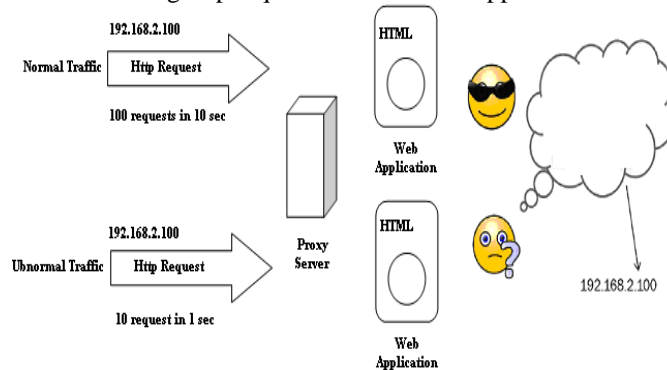 192.168.2.100
Normal Traffic
Http Request
100 requests in 10 sec
HTML
Web
Application
Proxy
Server
192.168.2.100
Ubnormal Traffic
Http Request
10 request in 1 sec
HTML
Web
Application
?
192.168.2.100